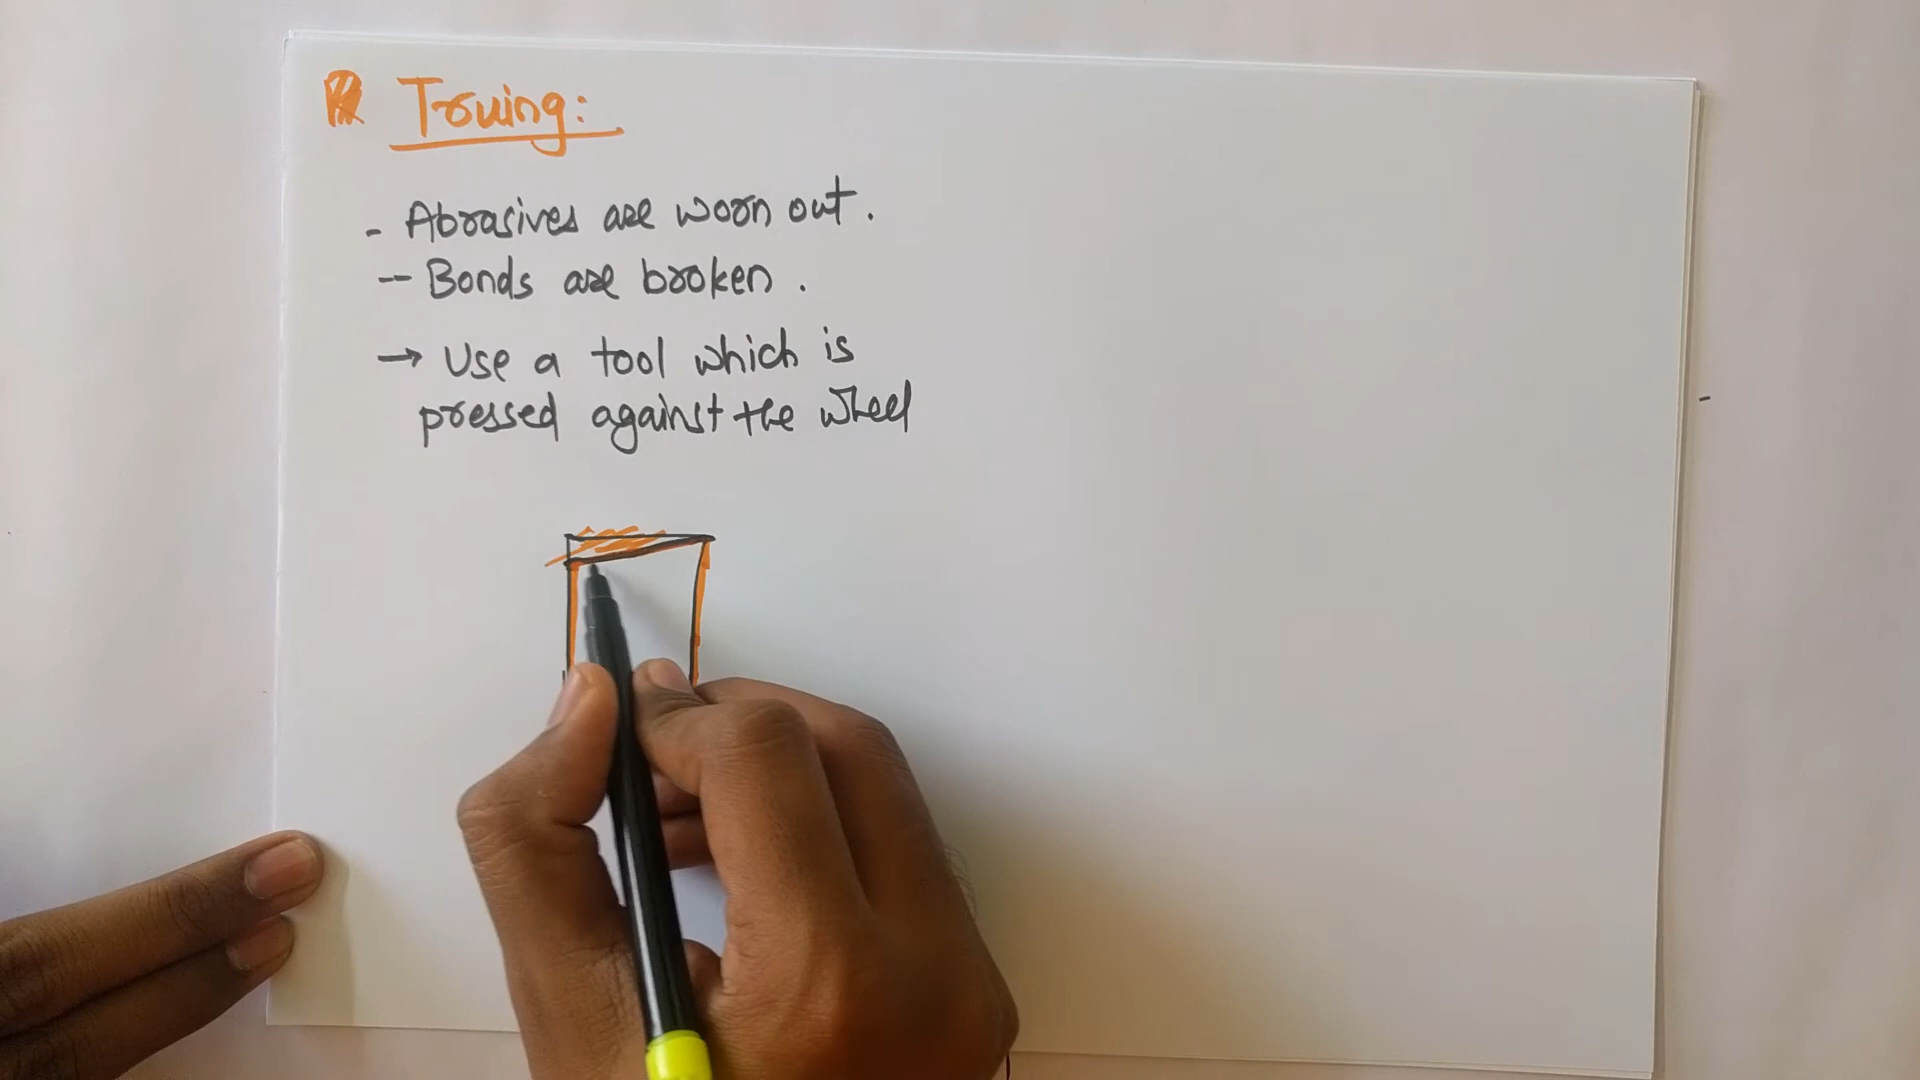 Truing:
- Abrasives are worn out.
- Bonds are broken.
→ Use a tool which is
pressed against the wheel